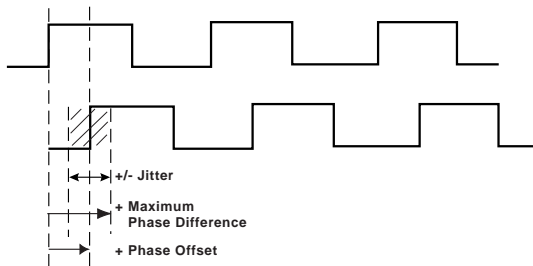 +/- Jitter
+ Maximum
Phase Difference
+ Phase Offset